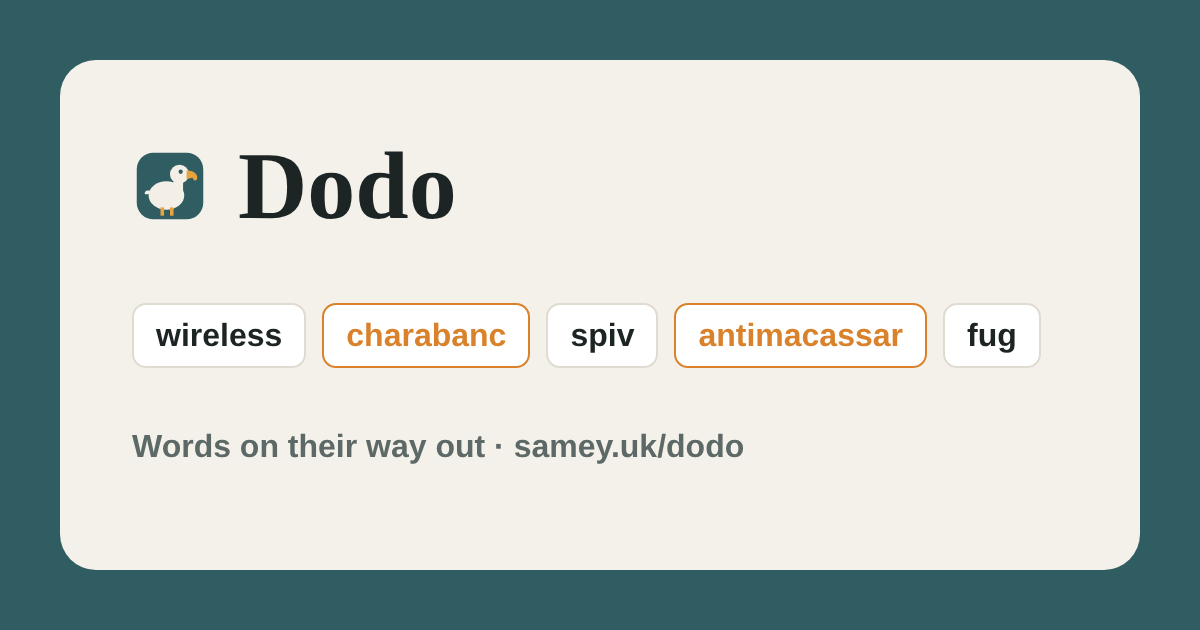 Dodo
wireless charabanc spiv antimacassar fug
Words on their way out · samey.uk/dodo